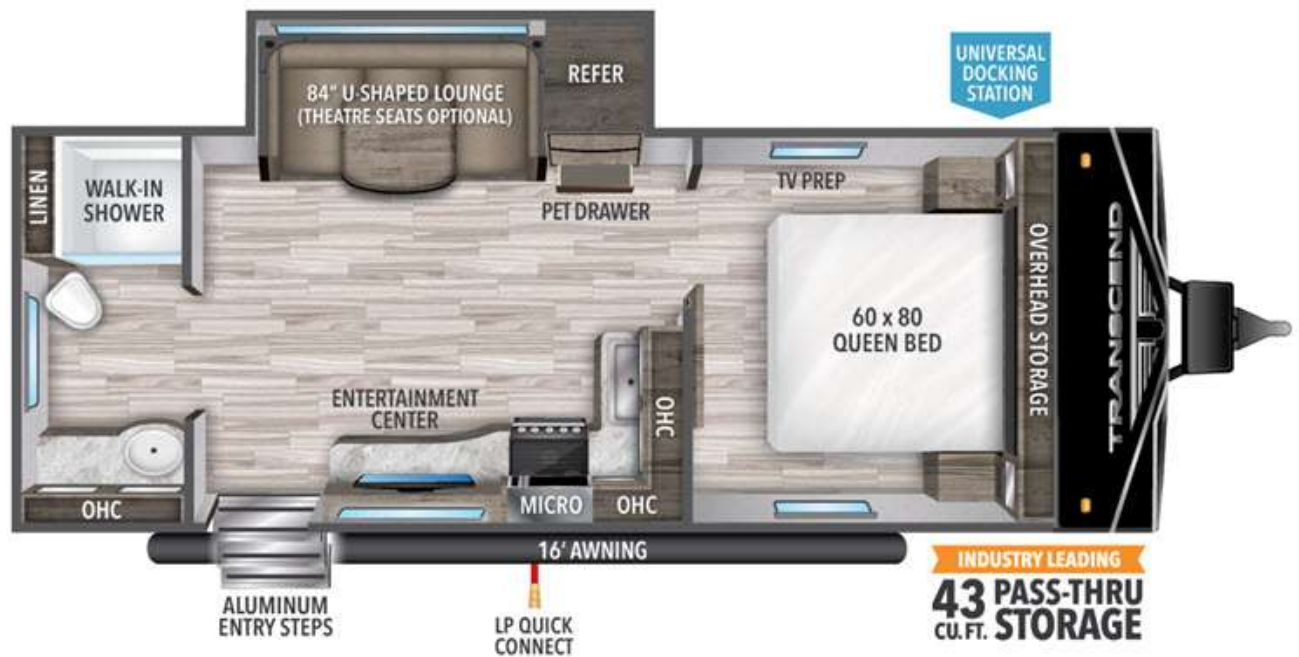 84" U-SHAPED LOUNGE
(THEATRE SEATS OPTIONAL)
REFER
UNIVERSAL
DOCKING
STATION
LINEN
WALK-IN
SHOWER
PET DRAWER
TV PREP
OVERHEAD STORAGE
TRANSCEND
60 x 80
QUEEN BED
ENTERTAINMENT
CENTER
OHC
OHC
MICRO
OHC
16' AWNING
ALUMINUM
ENTRY STEPS
LP QUICK
CONNECT
INDUSTRY LEADING
43 CU. FT.
PASS-THRU
STORAGE